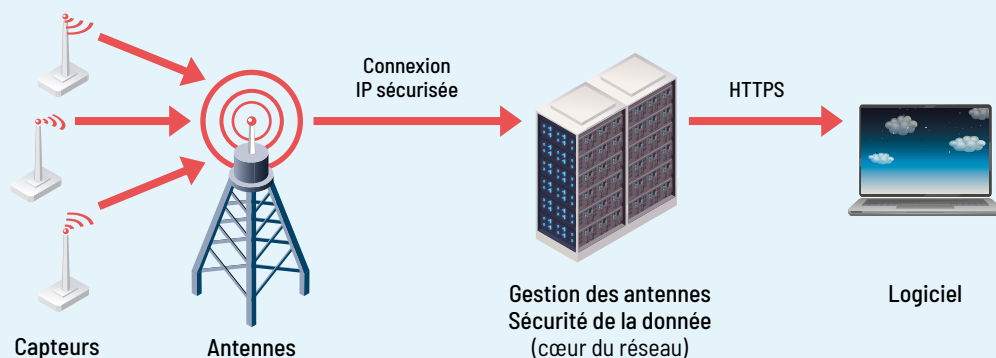 Connexion
IP sécurisée
HTTPS
Gestion des antennes
Sécurité de la donnée
(cœur du réseau)
Logiciel
Capteurs
Antennes